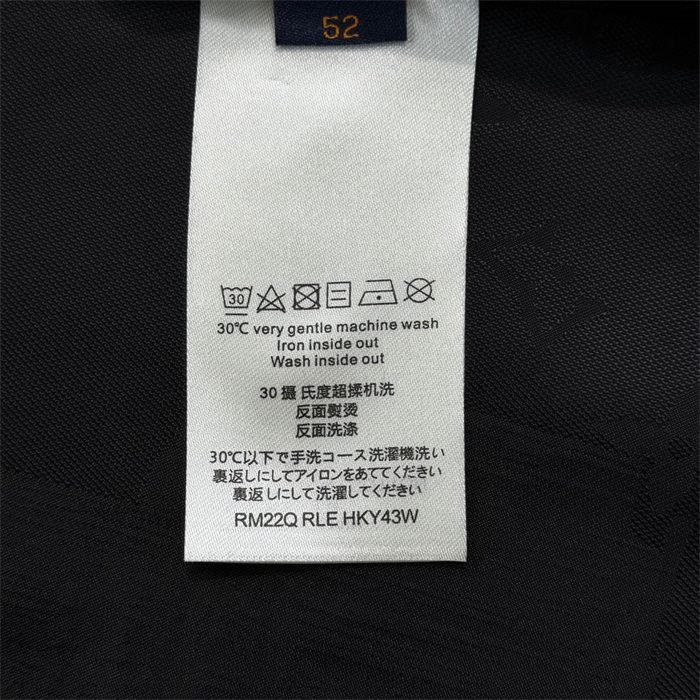 52
30
30℃ very gentle machine wash
Iron inside out
Wash inside out
30 摄 氏度超揉机洗
反面熨烫
反面洗涤
30℃以下で手洗コース洗濯機洗い
裏返しにしてアイロンをあててください
裏返しにして洗濯してください
RM22Q RLE HKY43W